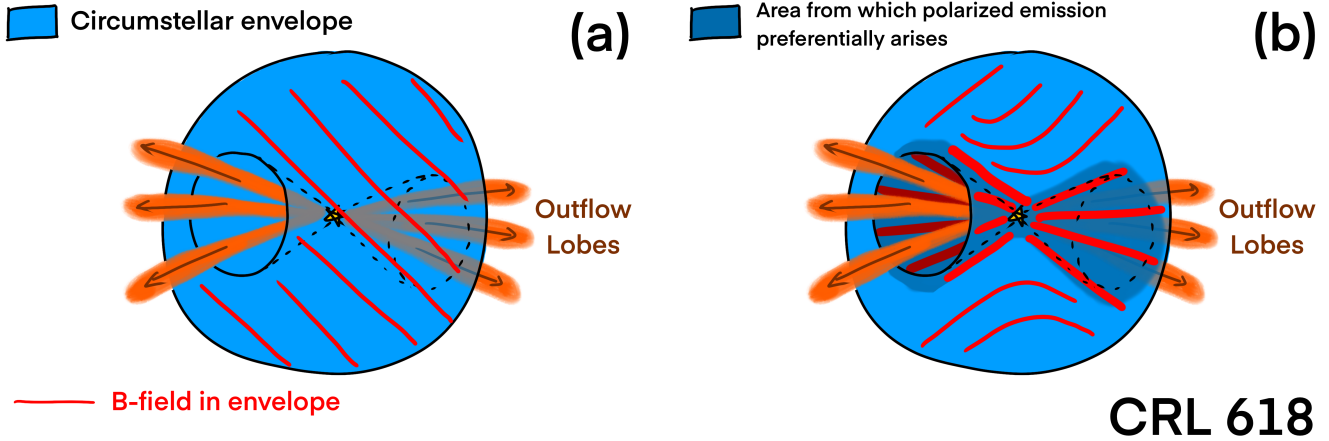 Circumstellar envelope
(a)
Area from which polarized emission
preferentially arises
(b)
Outflow
Lobes
Outflow
Lobes
B-field in envelope
CRL 618